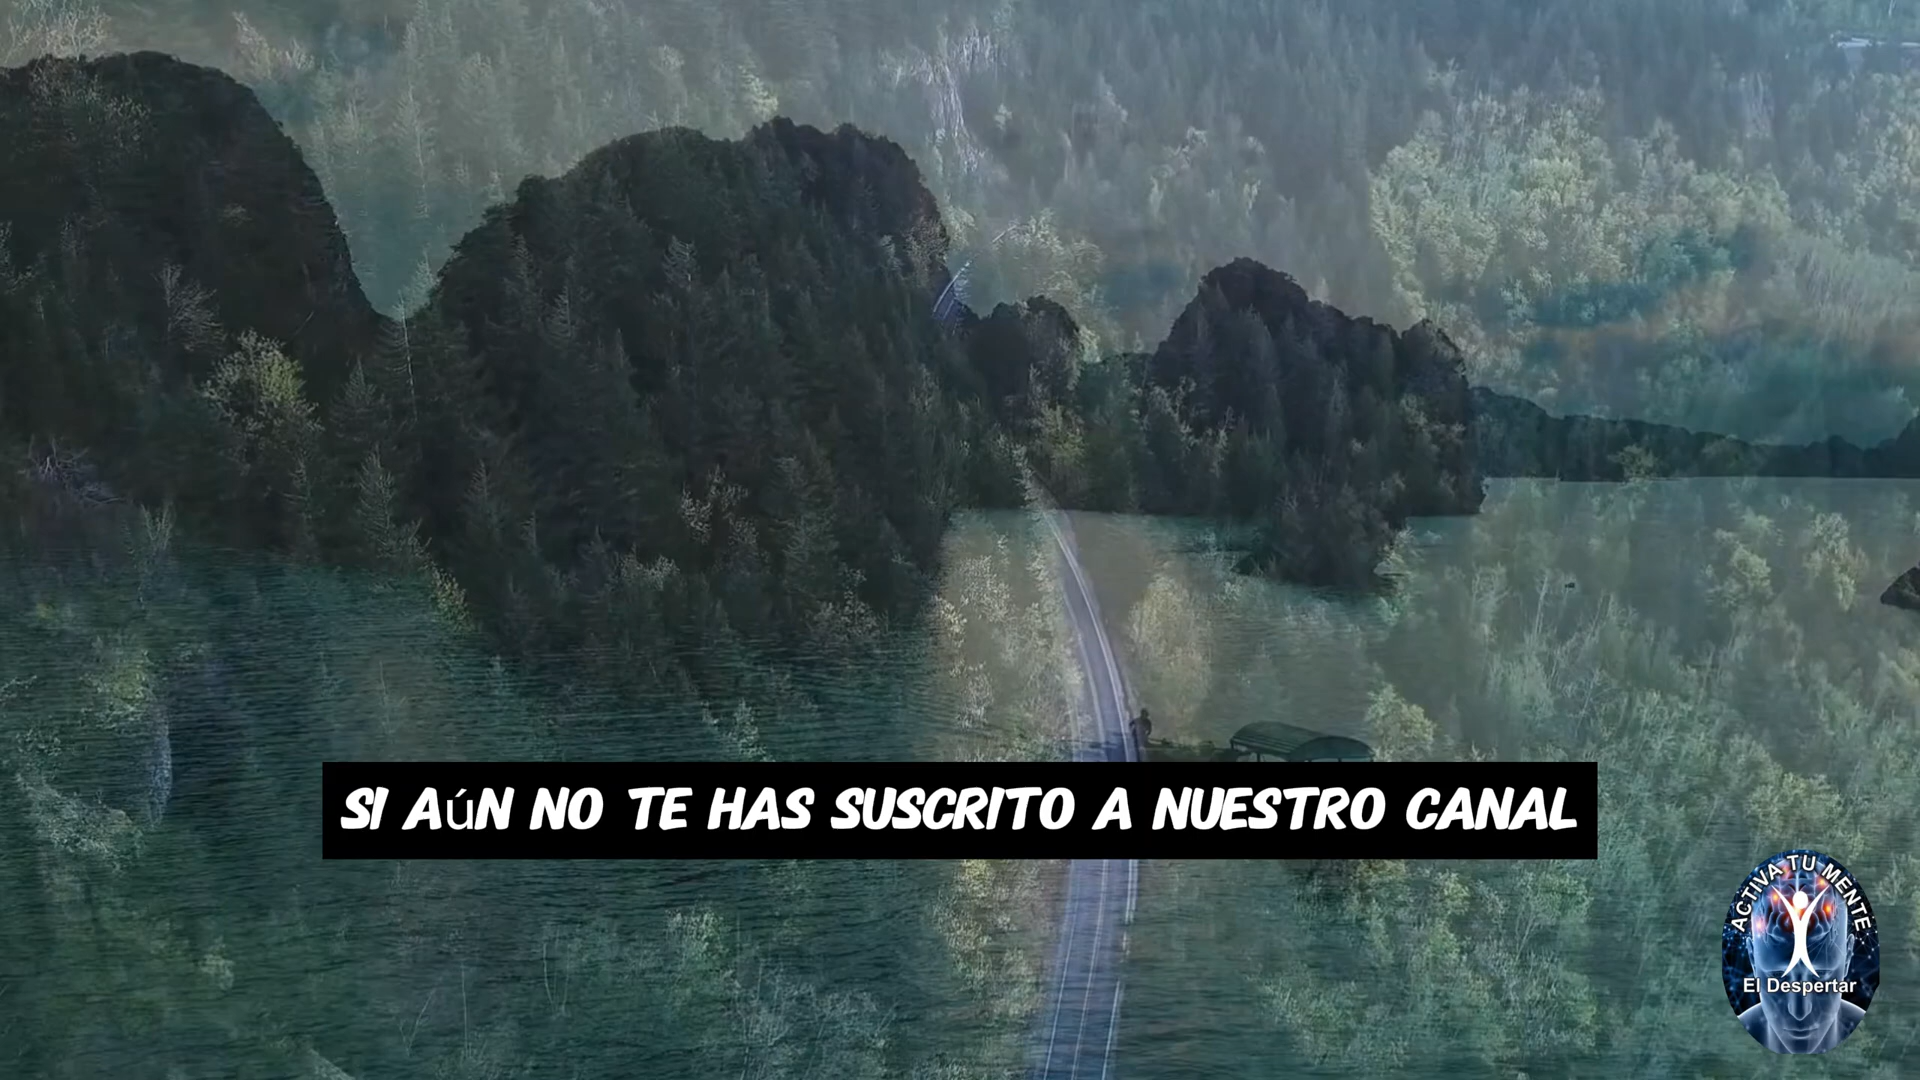 SI AúN NO TE HAS SUSCRITO A NUESTRO CANAL
ACTIVA TU MENTE
El Despertar